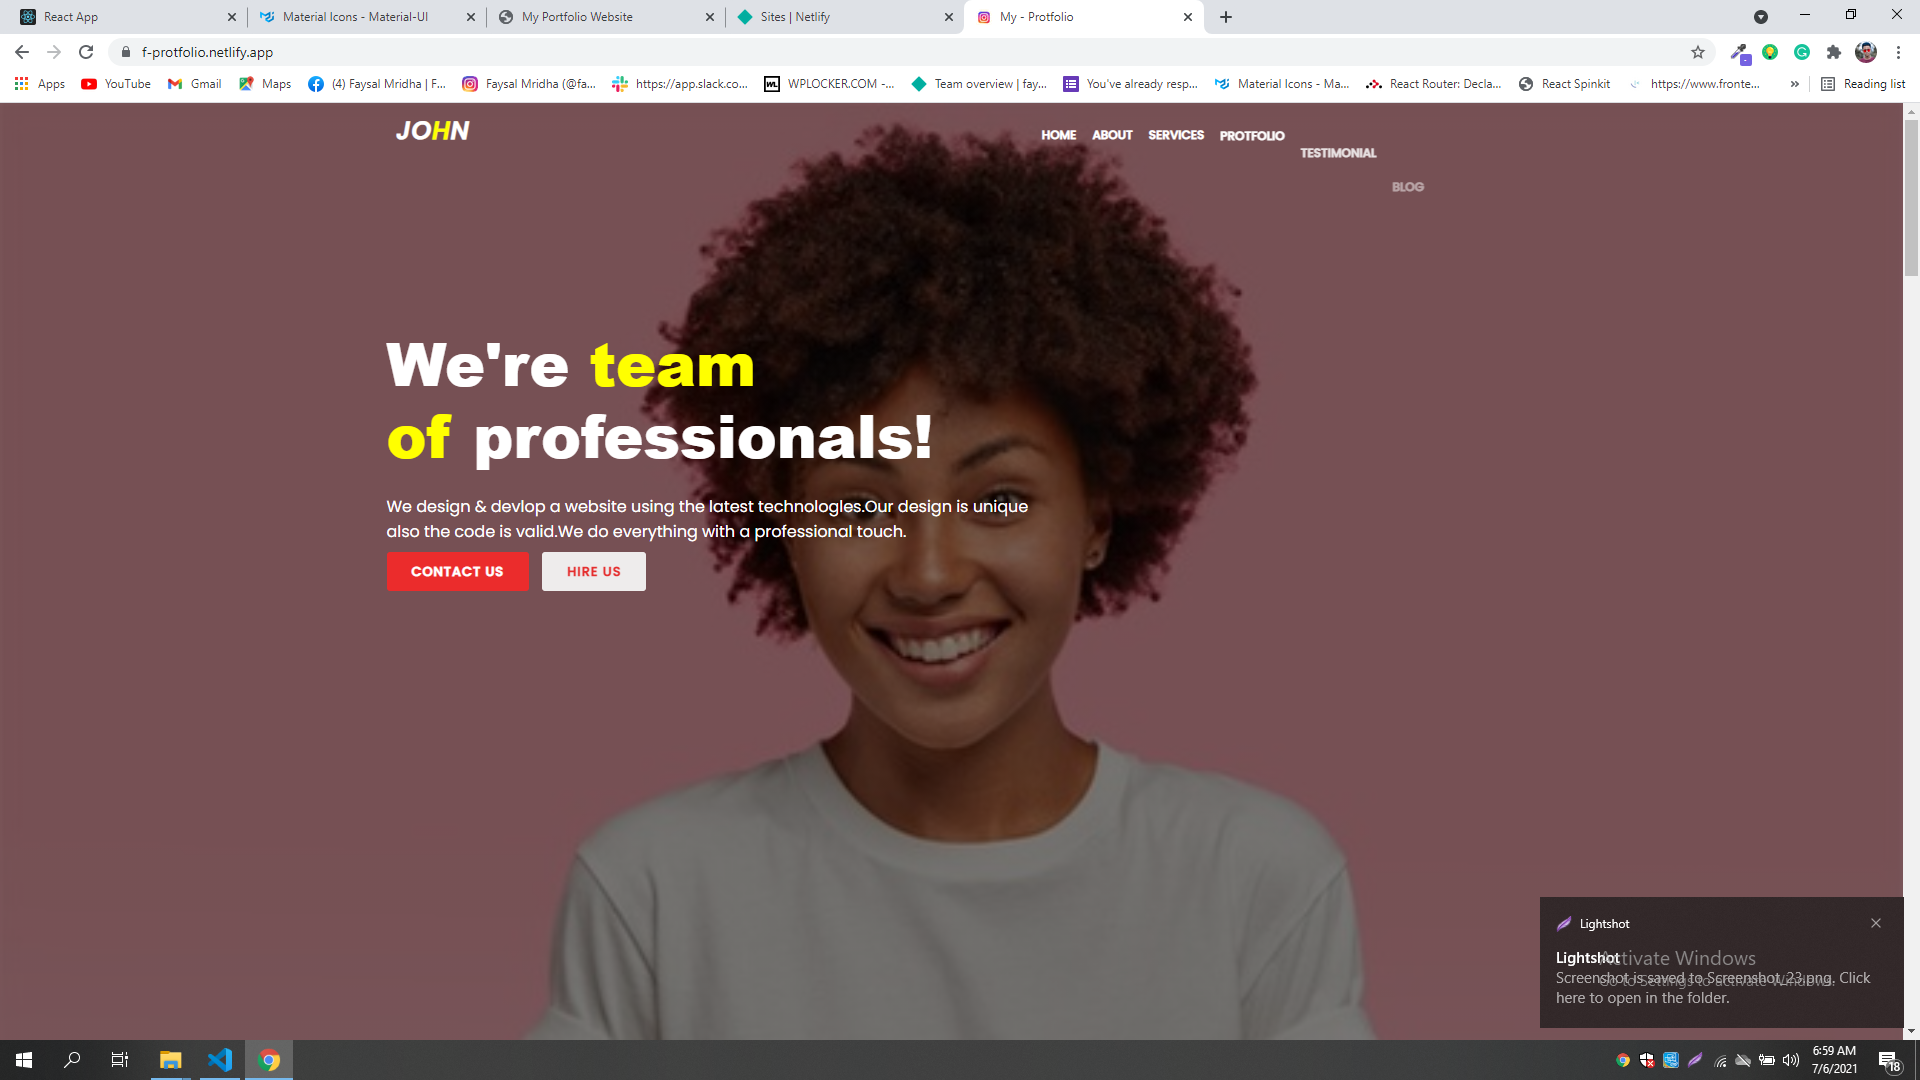 React App
Material Icons - Material-UI
My Portfolio Website
Sites | Netlify
My - Protfolio
f-protfolio.netlify.app
Apps
YouTube
Gmail
Maps
(4) Faysal Mridha | F...
Faysal Mridha (@fa...
https://app.slack.co...
WL
WPLOCKER.COM -...
Team overview | fay...
You've already resp...
Material Icons - Ma...
React Router: Decla...
React Spinkit
https://www.fronte...
»
Reading list
JOHN
HOME ABOUT SERVICES PROTFOLIO
TESTIMONIAL
BLOG
We're team
of professionals!
We design & devlop a website using the latest technologles.Our design is unique
also the code is valid.We do everything with a professional touch.
CONTACT US HIRE US
Lightshot
Lightshot
Activate Windows
Screenshot is saved to Screenshot_23.png. Click
Go to Settings to activate Windows.
here to open in the folder.
6:59 AM
7/6/2021
18